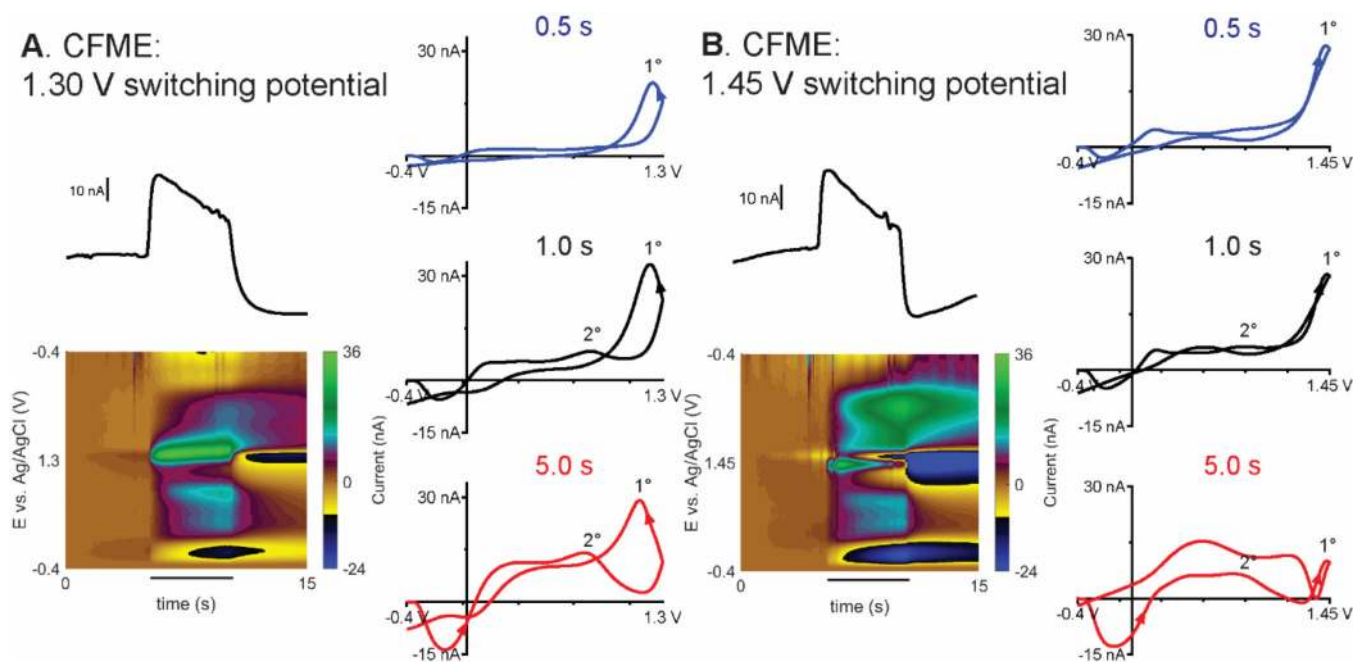 A. CFME:
1.30 V switching potential
10 nA
-0.4
1.3
-0.4
E vs. Ag/AgCl (V)
0
15
time (s)
36
0
-24
Current (nA)
0.5 s
30 nA
1°
-0.4 V
1.3 V
-15 nA
1.0 s
30 nA
1°
2°
-0.4 V
1.3 V
-15 nA
5.0 s
30 nA
1°
2°
-0.4 V
1.3 V
-15 nA
B. CFME:
1.45 V switching potential
10 nA
-0.4
1.45
-0.4
E vs. Ag/AgCl (V)
0
15
time (s)
36
0
-24
Current (nA)
0.5 s
30 nA
1°
-0.4 V
1.45 V
-15 nA
1.0 s
30 nA
1°
2°
-0.4 V
1.45 V
-15 nA
5.0 s
30 nA
1°
2°
-0.4 V
1.45 V
-15 nA